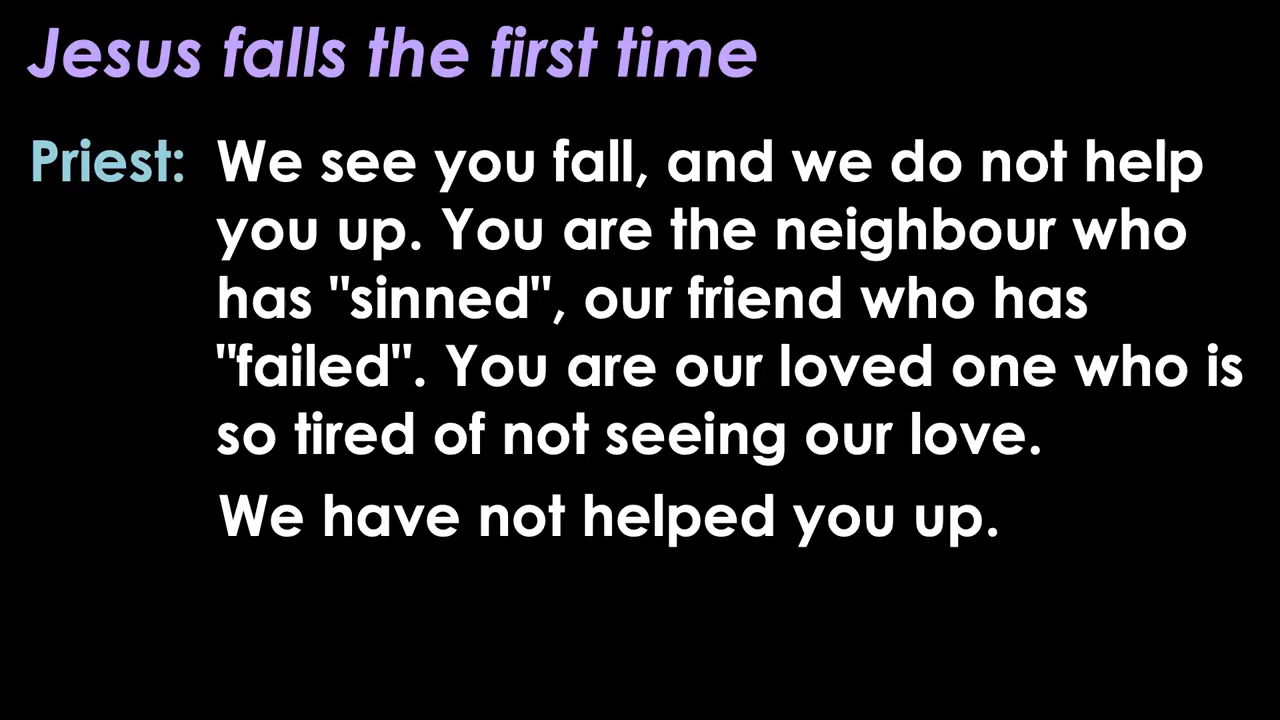 Jesus falls the first time
Priest: We see you fall, and we do not help
you up. You are the neighbour who
has "sinned", our friend who has
"failed". You are our loved one who is
so tired of not seeing our love.
We have not helped you up.